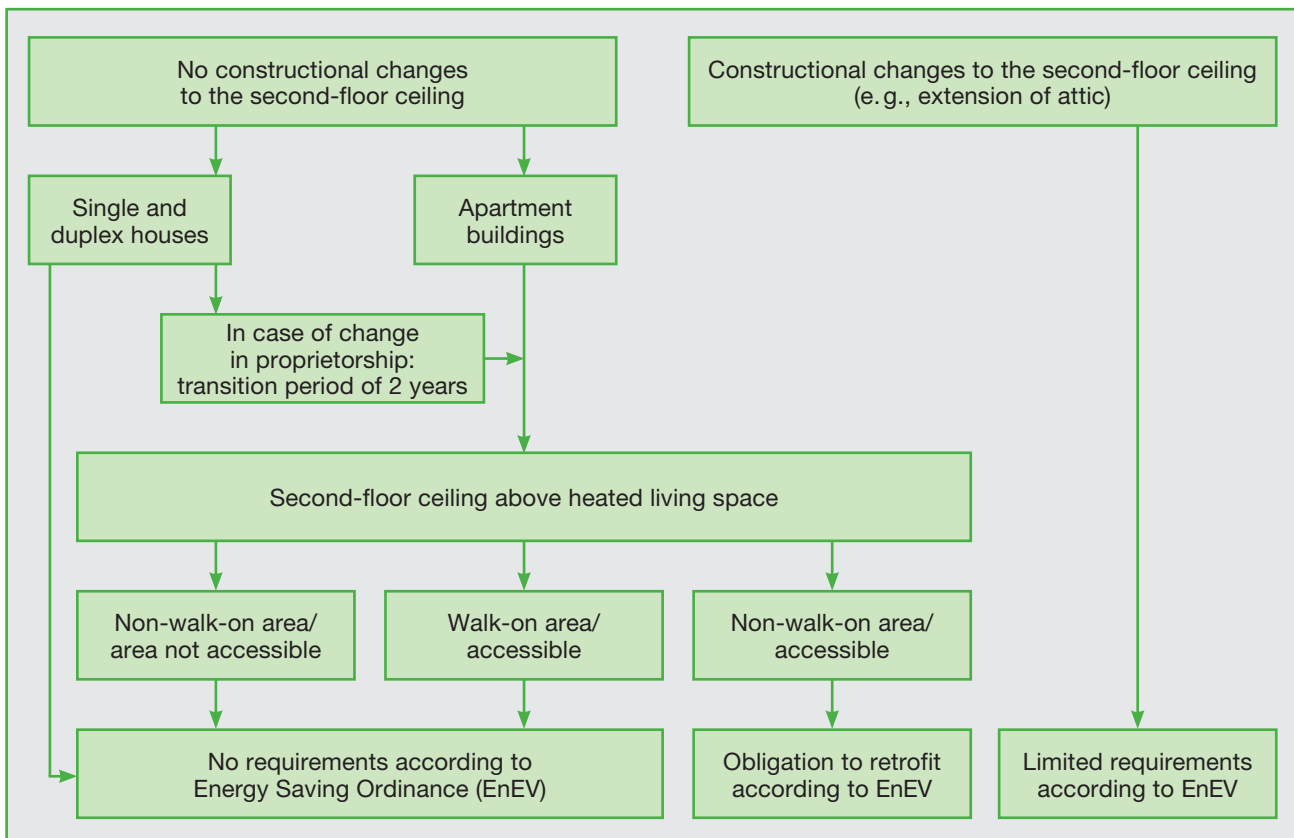 No constructional changes
to the second-floor ceiling
Constructional changes to the second-floor ceiling
(e. g., extension of attic)
Single and
duplex houses
Apartment
buildings
In case of change
in proprietorship:
transition period of 2 years
Second-floor ceiling above heated living space
Non-walk-on area/
area not accessible
Walk-on area/
accessible
Non-walk-on area/
accessible
No requirements according to
Energy Saving Ordinance (EnEV)
Obligation to retrofit
according to EnEV
Limited requirements
according to EnEV